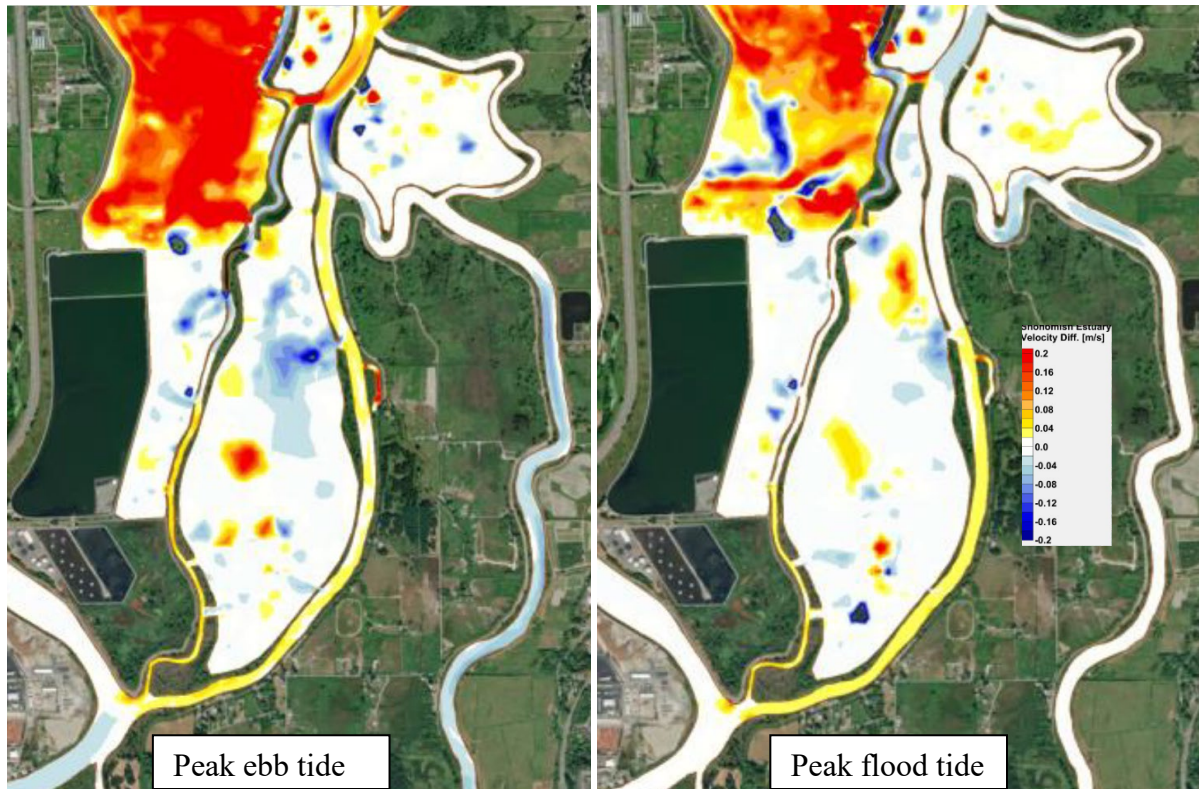 Snohomish Estuary
Velocity Diff. [m/s]
0.2
0.16
0.12
0.08
0.04
0.0
-0.04
-0.08
-0.12
-0.16
-0.2
Peak ebb tide
Peak flood tide